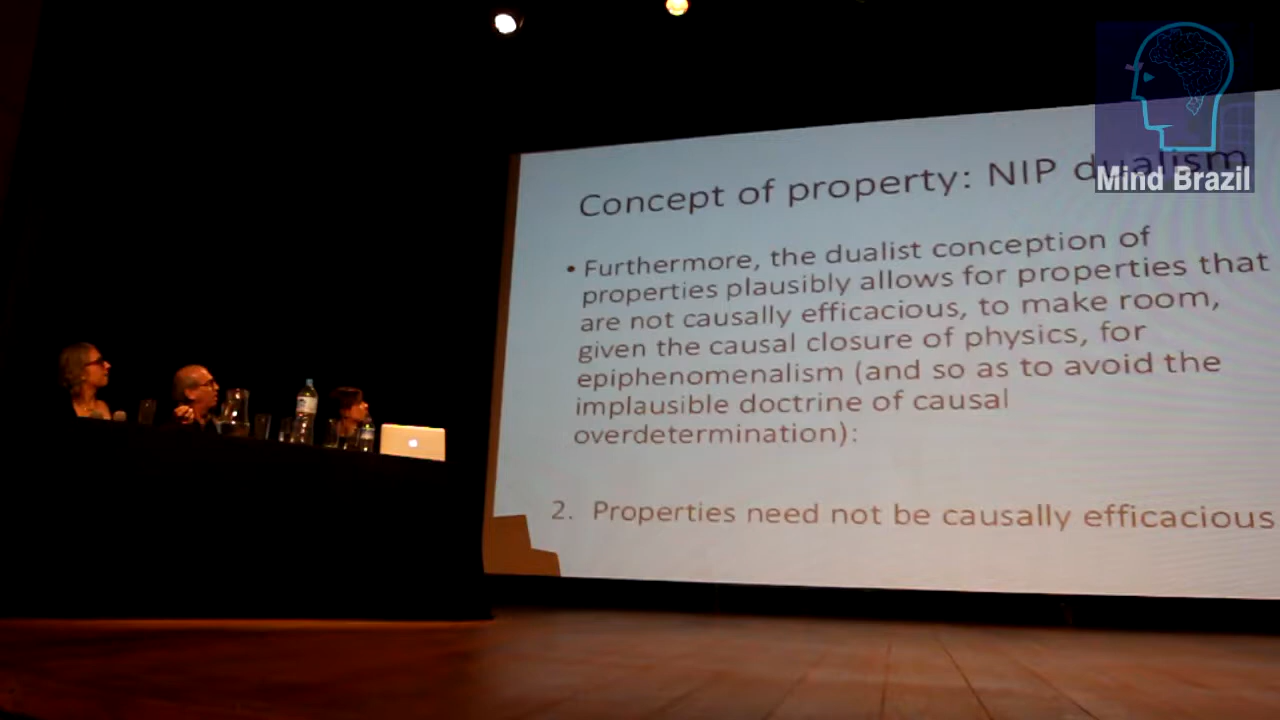 Concept of property: NIP dualism
Mind Brazil
• Furthermore, the dualist conception of
properties plausibly allows for properties that
are not causally efficacious, to make room,
given the causal closure of physics, for
epiphenomenalism (and so as to avoid the
implausible doctrine of causal
overdetermination):
2. Properties need not be causally efficacious